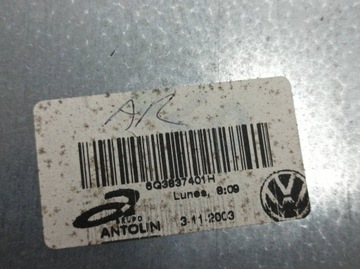 A.R
6Q3837401H
Lunes, 8:09
GRUPO
ANTOLIN
3-11-2003